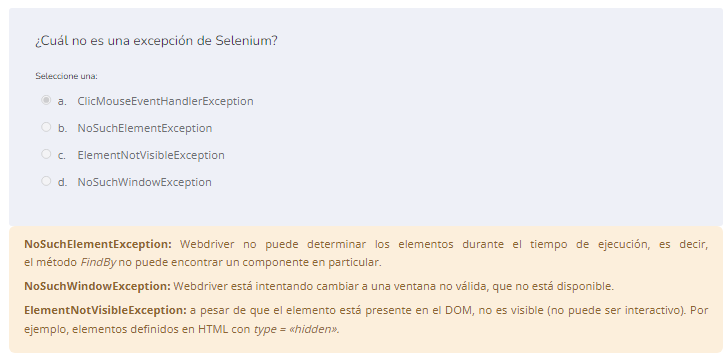 ¿Cuál no es una excepción de Selenium?
Seleccione una:
a. ClicMouseEventHandlerException
b. NoSuchElementException
c. ElementNotVisibleException
d. NoSuchWindowException
NoSuchElementException: Webdriver no puede determinar los elementos durante el tiempo de ejecución, es decir,
el método FindBy no puede encontrar un componente en particular.
NoSuchWindowException: Webdriver está intentando cambiar a una ventana no válida, que no está disponible.
ElementNotVisibleException: a pesar de que el elemento está presente en el DOM, no es visible (no puede ser interactivo). Por
ejemplo, elementos definidos en HTML con type = «hidden».